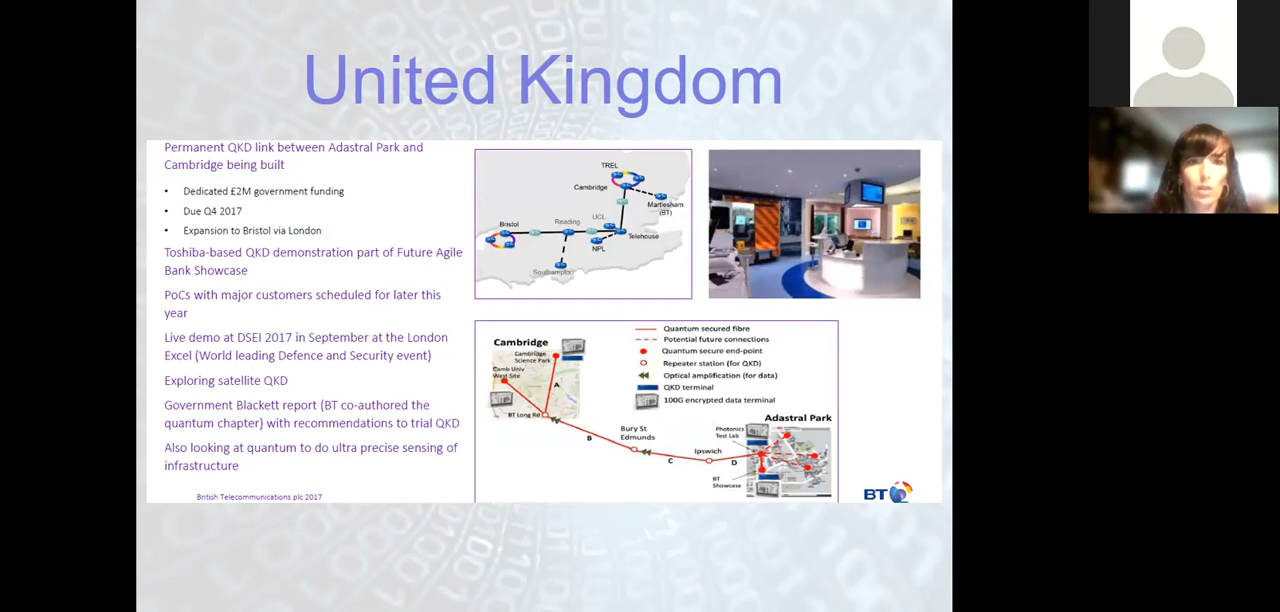 United Kingdom
Permanent QKD link between Adastral Park and
Cambridge being built
• Dedicated £2M government funding
• Due Q4 2017
• Expansion to Bristol via London
Toshiba-based QKD demonstration part of Future Agile
Bank Showcase
PoCs with major customers scheduled for later this
year
Live demo at DSEI 2017 in September at the London
Excel (World leading Defence and Security event)
Exploring satellite QKD
Government Blackett report (BT co-authored the
quantum chapter) with recommendations to trial QKD
Also looking at quantum to do ultra precise sensing of
infrastructure
British Telecommunications plc 2017
TREL
Cambridge
Martlesham
(BT)
Bristol
Reading
UCL
Telehouse
NPL
Southampton
Quantum secured fibre
Potential future connections
Quantum secure end-point
Repeater station (for QKD)
Optical amplification (for data)
QKD terminal
100G encrypted data terminal
Cambridge
Cambridge
Science Park
Camb Univ
West Site
A
BT Long Rd
B
Bury St
Edmunds
C
Ipswich
D
Adastral Park
Photonics
Test Lab
BT
Showcase
BT